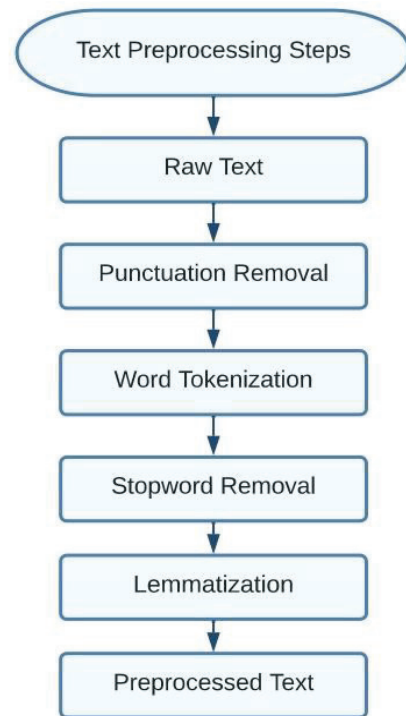 Text Preprocessing Steps
Raw Text
Punctuation Removal
Word Tokenization
Stopword Removal
Lemmatization
Preprocessed Text